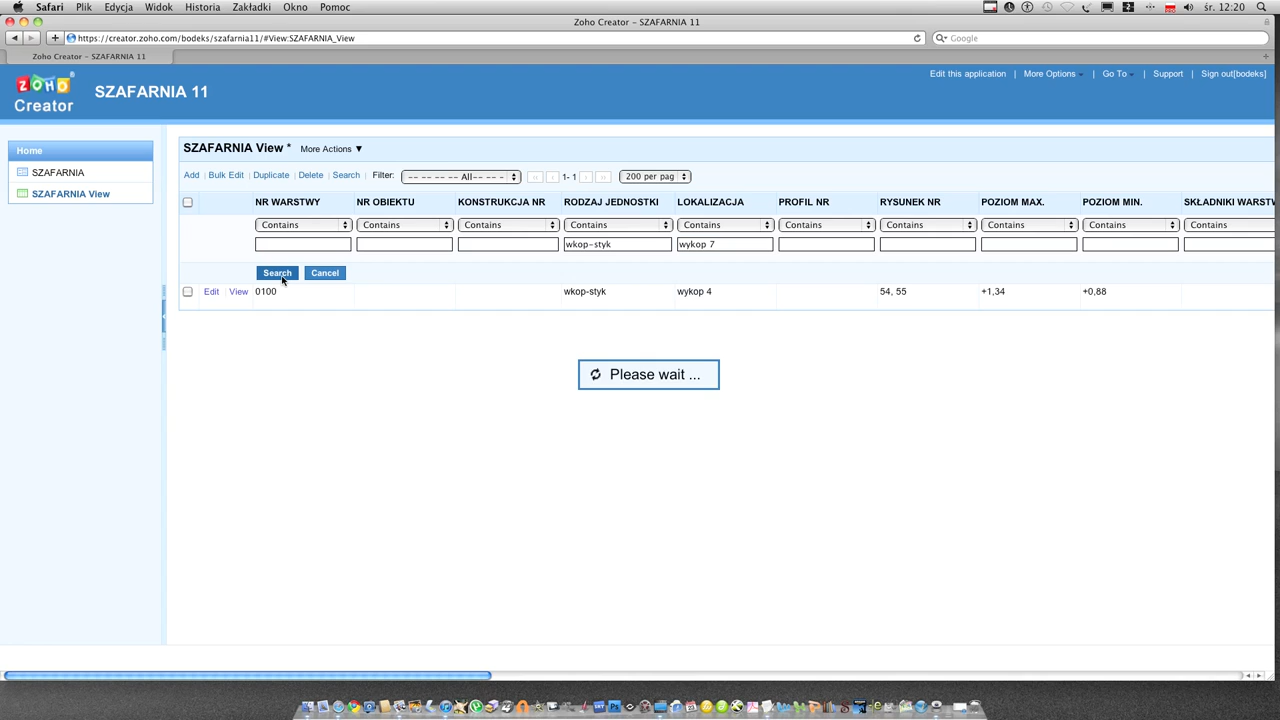 Safari Plik Edycja Widok Historia Zakładki Okno Pomoc śr. 12:20
Zoho Creator – SZAFARNIA 11
https://creator.zoho.com/bodeks/szafarnia11/#View:SZAFARNIA_View Google
Zoho Creator – SZAFARNIA 11
ZOHO Creator SZAFARNIA 11 Edit this application | More Options | Go To | Support | Sign out[bodeks]
Home
SZAFARNIA
SZAFARNIA View
SZAFARNIA View * More Actions ▼
Add | Bulk Edit | Duplicate | Delete | Search Filter: -- -- -- -- All-- -- -- 1- 1 200 per pag
NR WARSTWY NR OBIEKTU KONSTRUKCJA NR RODZAJ JEDNOSTKI LOKALIZACJA PROFIL NR RYSUNEK NR POZIOM MAX. POZIOM MIN. SKŁADNIKI WARSTW
Contains Contains Contains Contains Contains Contains Contains Contains Contains Contains
wkop-styk wykop 7
Search Cancel
Edit View 0100 wkop-styk wykop 4 54, 55 +1,34 +0,88
Please wait ...